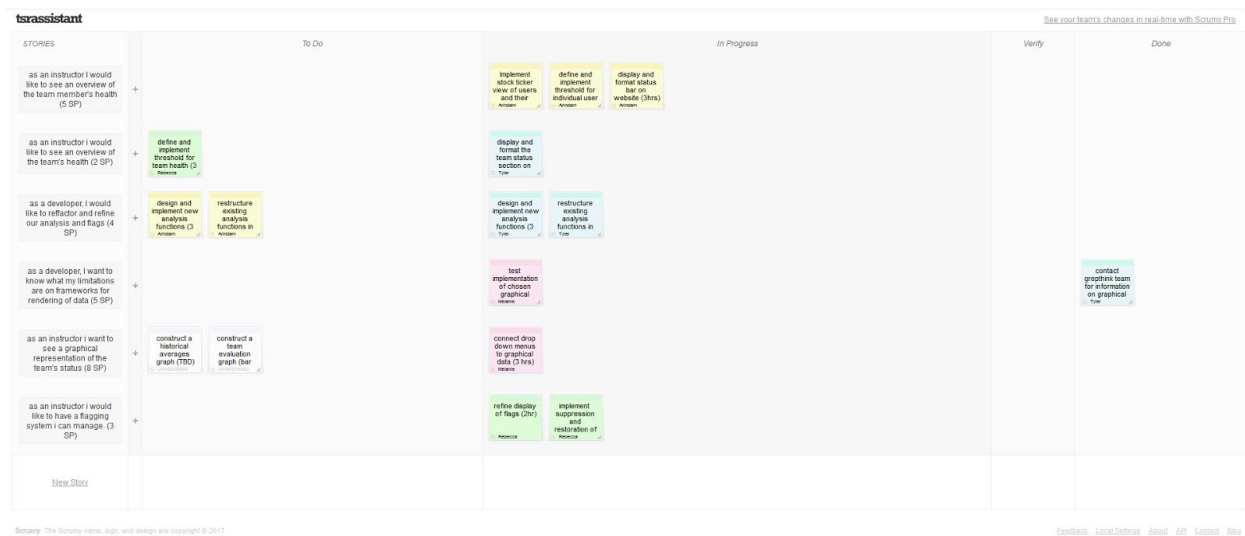 tsrassistant
See your team's changes in real-time with Scrumy Pro
STORIES
To Do
In Progress
Verify
Done
as an instructor I would
like to see an overview of
the team member's health
(5 SP)
+
Implement
stock ticker
view of users
and their
Arindam
define and
implement
threshold for
individual user
Arindam
display and
format status
bar on
website (3hrs)
Arindam
as an instructor i would
like to see an overview of
the team's health (2 SP)
+
define and
implement
threshold for
team health (3
Rebecca
display and
format the
team status
section on
Tyler
as a developer, I would
like to reffactor and refine
our analysis and flags (4
SP)
+
design and
implement new
analysis
functions (3
Arindam
restructure
existing
analysis
functions in
Arindam
design and
implement new
analysis
functions (3
Tyler
restructure
existing
analysis
functions in
Tyler
as a developer, I want to
know what my limitations
are on frameworks for
rendering of data (5 SP)
+
test
implementation
of chosen
graphical
Melanie
contact
grepthink team
for information
on graphical
Tyler
as an instructor i want to
see a graphical
representation of the
team's status (8 SP)
+
construct a
historical
averages
graph (TBD)
UNASSIGNED
construct a
team
evaluation
graph (bar
UNASSIGNED
connect drop
down menus
to graphical
data (3 hrs)
Melanie
as an instructor i would
like to have a flagging
system i can manage. (3
SP)
+
refine display
of flags (2hr)
Rebecca
implement
suppression
and
restoration of
Rebecca
New Story
Scrumy The Scrumy name, logo, and design are copyright © 2017
Feedback Local Settings About API Contact Blog